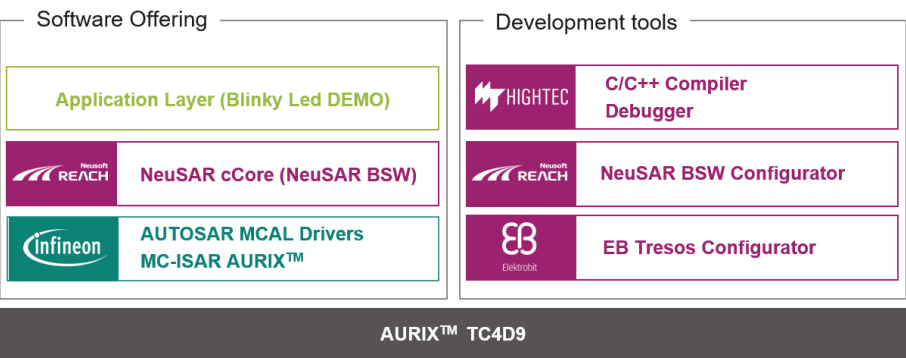 Software Offering
Application Layer (Blinky Led DEMO)
Neusoft
REACH
NeuSAR cCore (NeuSAR BSW)
infineon
AUTOSAR MCAL Drivers
MC-ISAR AURIX™
Development tools
HIGHTEC
C/C++ Compiler
Debugger
Neusoft
REACH
NeuSAR BSW Configurator
EB
Elektrobit
EB Tresos Configurator
AURIX™ TC4D9